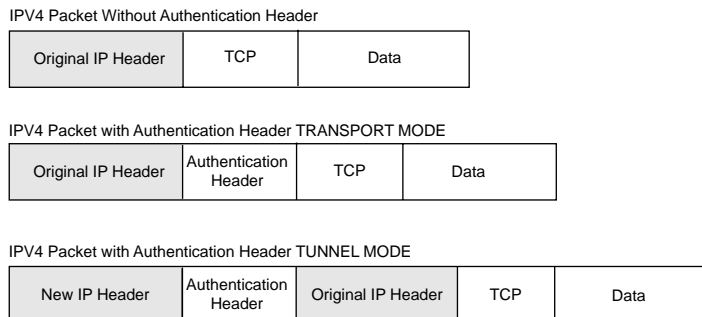 IPV4 Packet Without Authentication Header
Original IP Header TCP Data
IPV4 Packet with Authentication Header TRANSPORT MODE
Original IP Header Authentication Header TCP Data
IPV4 Packet with Authentication Header TUNNEL MODE
New IP Header Authentication Header Original IP Header TCP Data